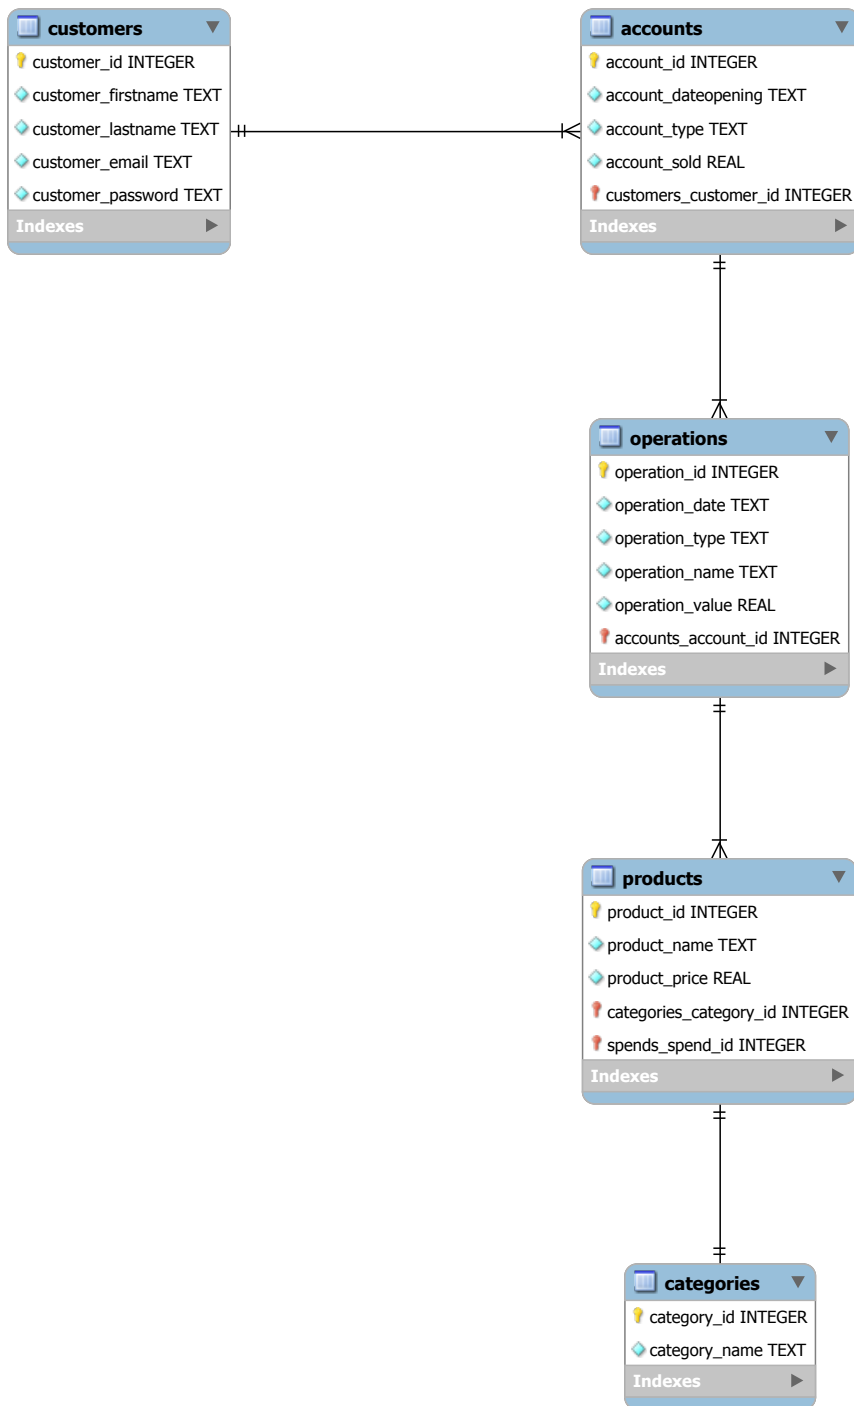 customers
customer_id INTEGER
customer_firstname TEXT
customer_lastname TEXT
customer_email TEXT
customer_password TEXT
Indexes
accounts
account_id INTEGER
account_dateopening TEXT
account_type TEXT
account_sold REAL
customers_customer_id INTEGER
Indexes
operations
operation_id INTEGER
operation_date TEXT
operation_type TEXT
operation_name TEXT
operation_value REAL
accounts_account_id INTEGER
Indexes
products
product_id INTEGER
product_name TEXT
product_price REAL
categories_category_id INTEGER
spends_spend_id INTEGER
Indexes
categories
category_id INTEGER
category_name TEXT
Indexes